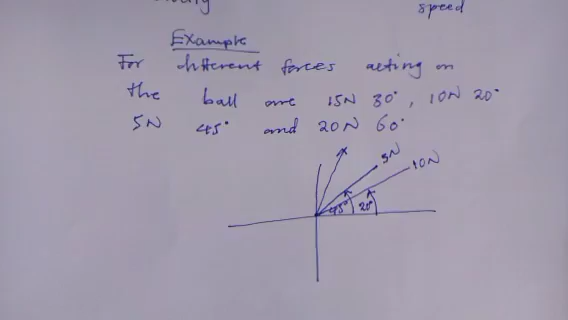 speed
Example
For different forces acting on
the ball are 15N 30°, 10N 20°
5N 45° and 20N 60°
5N
10N
45° 20°